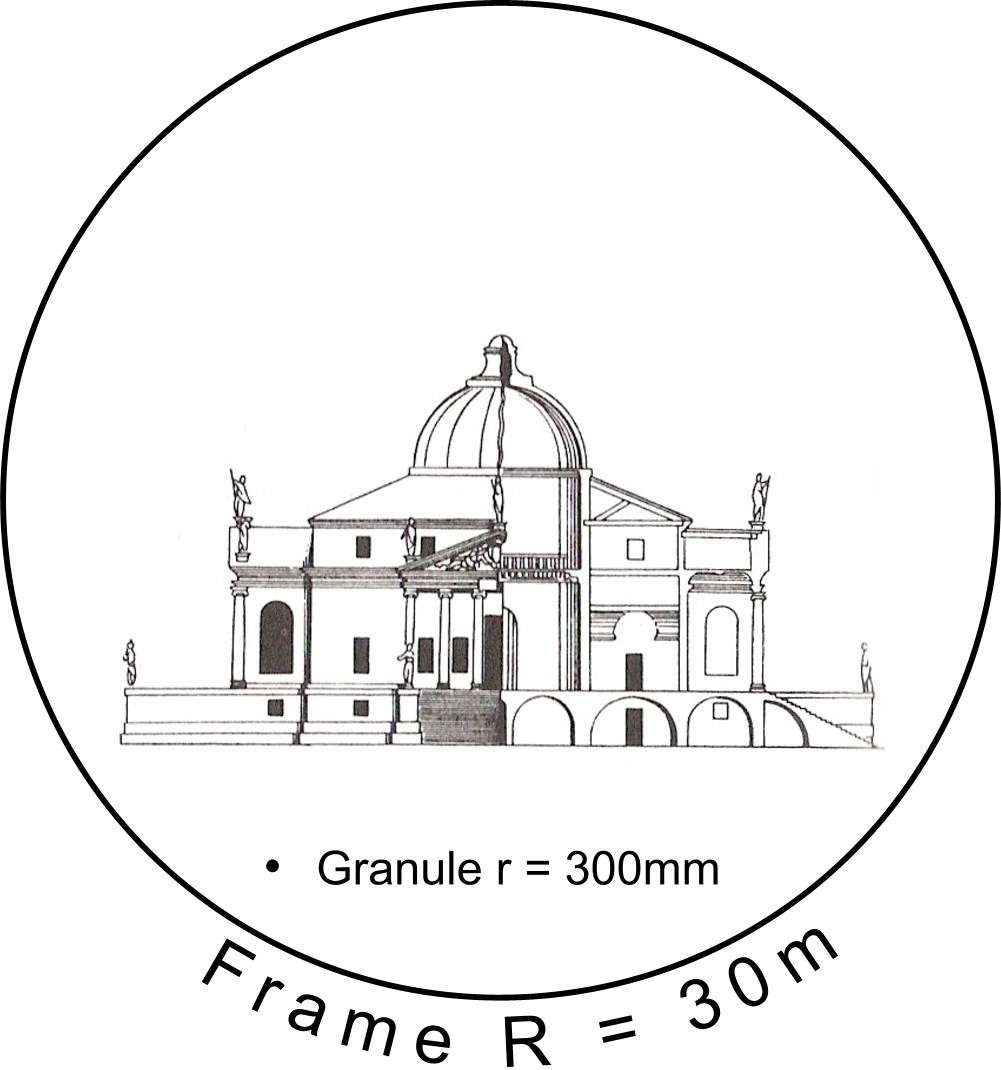 Granule r = 300mm
Frame R = 30m